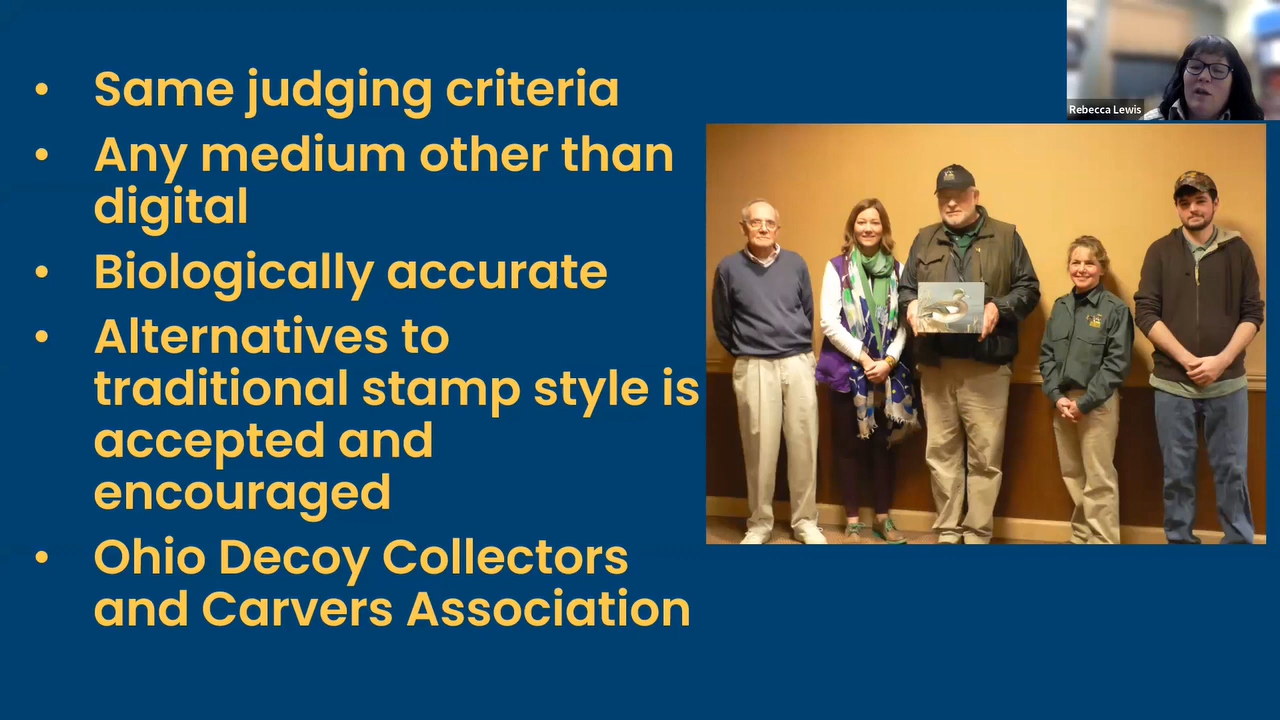 • Same judging criteria
• Any medium other than
digital
• Biologically accurate
• Alternatives to
traditional stamp style is
accepted and
encouraged
• Ohio Decoy Collectors
and Carvers Association
Rebecca Lewis